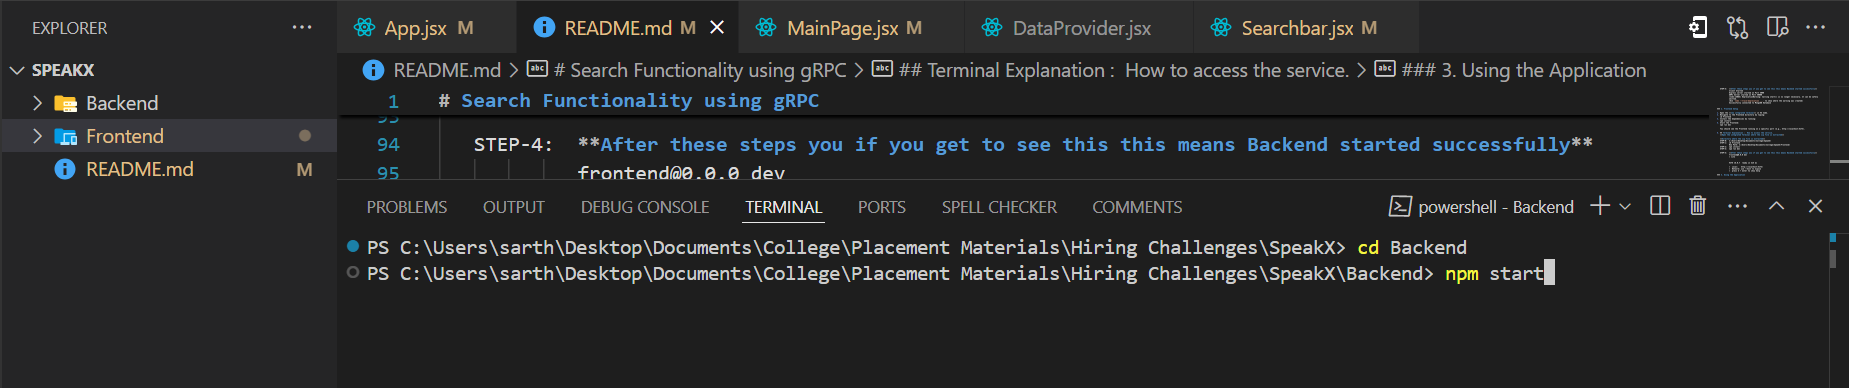 EXPLORER
SPEAKX
Backend
Frontend
README.md M
App.jsx M
README.md M
MainPage.jsx M
DataProvider.jsx
Searchbar.jsx M
README.md > # Search Functionality using gRPC > ## Terminal Explanation : How to access the service. > ### 3. Using the Application
1 # Search Functionality using gRPC
93
94 STEP-4: **After these steps you if you get to see this this means Backend started successfully**
95 frontend@0.0.0 dev
PROBLEMS OUTPUT DEBUG CONSOLE TERMINAL PORTS SPELL CHECKER COMMENTS powershell - Backend
PS C:\Users\sarth\Desktop\Documents\College\Placement Materials\Hiring Challenges\SpeakX> cd Backend
PS C:\Users\sarth\Desktop\Documents\College\Placement Materials\Hiring Challenges\SpeakX\Backend> npm start